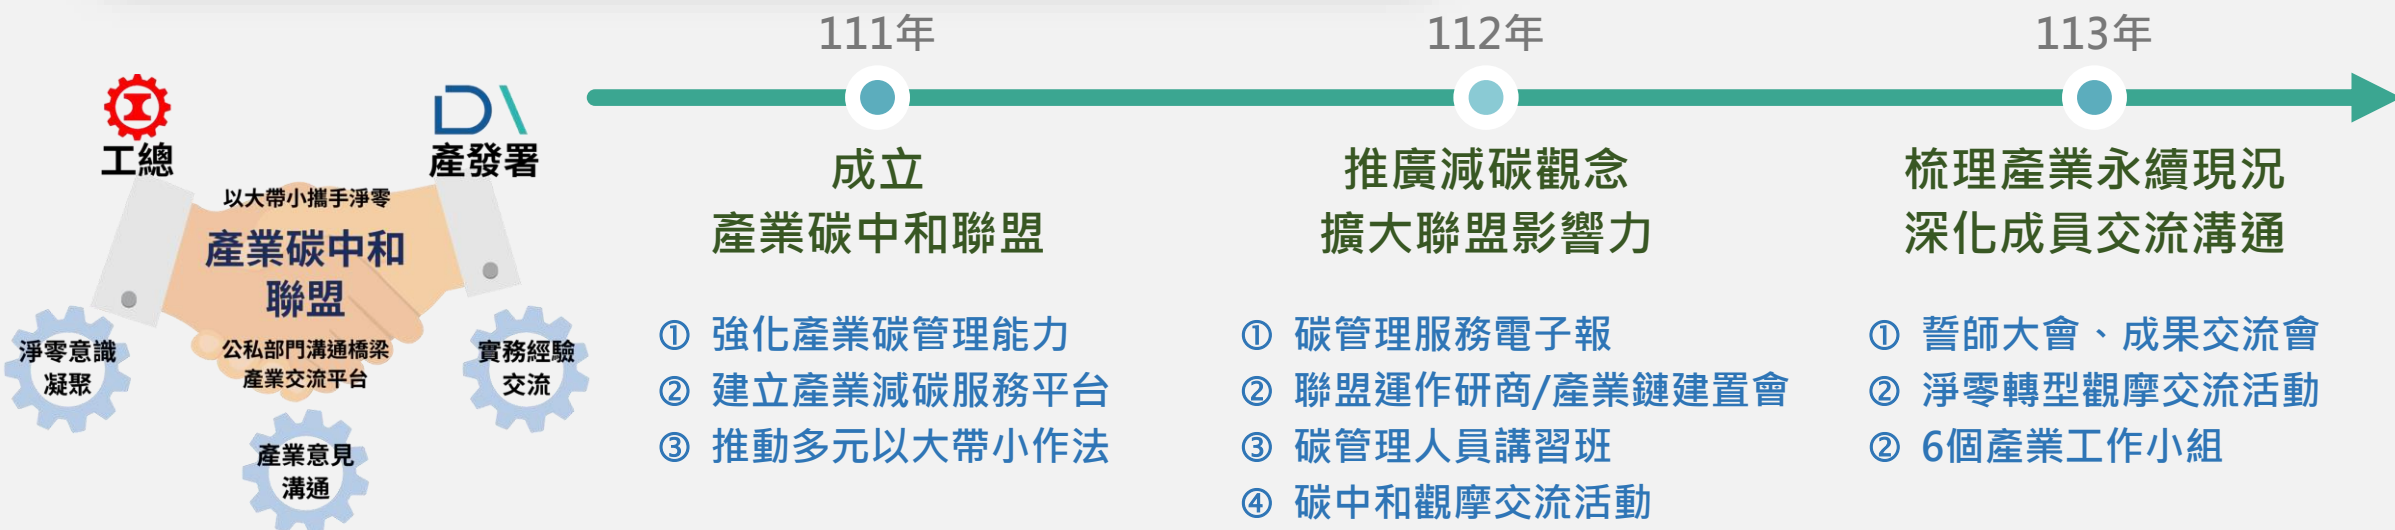 工總
產發署
以大帶小攜手淨零
產業碳中和
聯盟
公私部門溝通橋梁
產業交流平台
淨零意識
凝聚
產業意見
溝通
實務經驗
交流
111年
成立
產業碳中和聯盟
① 強化產業碳管理能力
② 建立產業減碳服務平台
③ 推動多元以大帶小作法
112年
推廣減碳觀念
擴大聯盟影響力
① 碳管理服務電子報
② 聯盟運作研商/產業鏈建置會
③ 碳管理人員講習班
④ 碳中和觀摩交流活動
113年
梳理產業永續現況
深化成員交流溝通
① 誓師大會、成果交流會
② 淨零轉型觀摩交流活動
② 6個產業工作小組